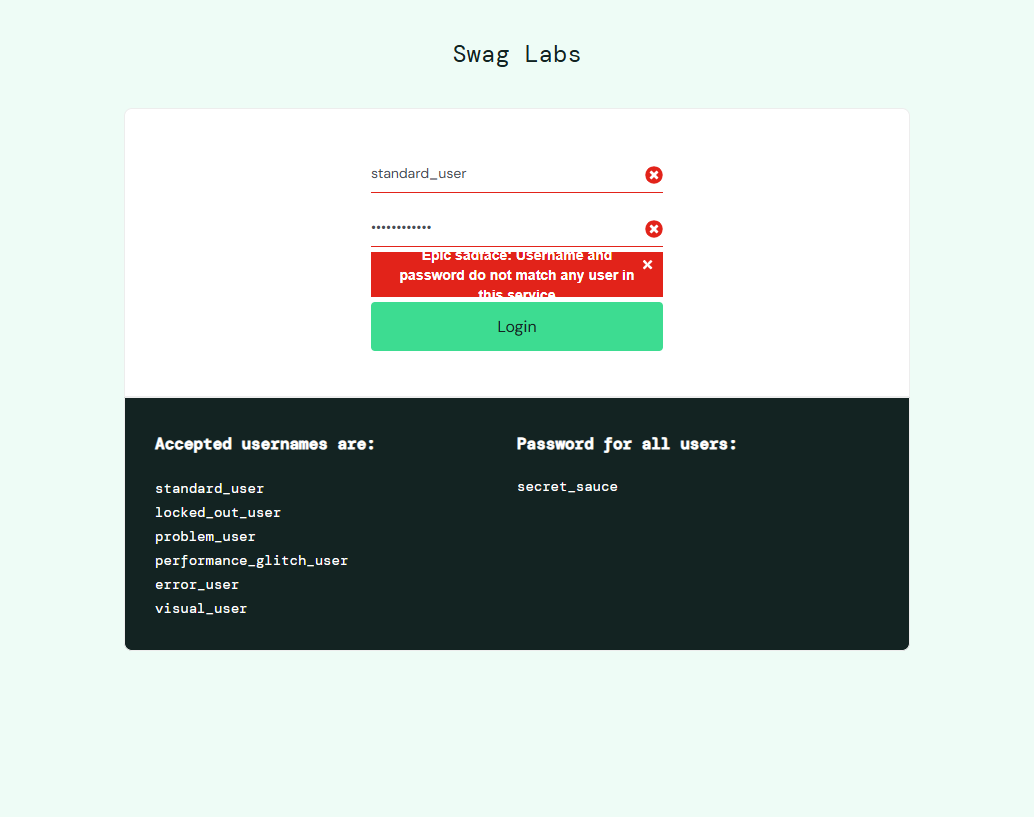 Swag Labs
standard_user
••••••••••••
Epic sadface: Username and
password do not match any user in
this service
Login
Accepted usernames are:
standard_user
locked_out_user
problem_user
performance_glitch_user
error_user
visual_user
Password for all users:
secret_sauce